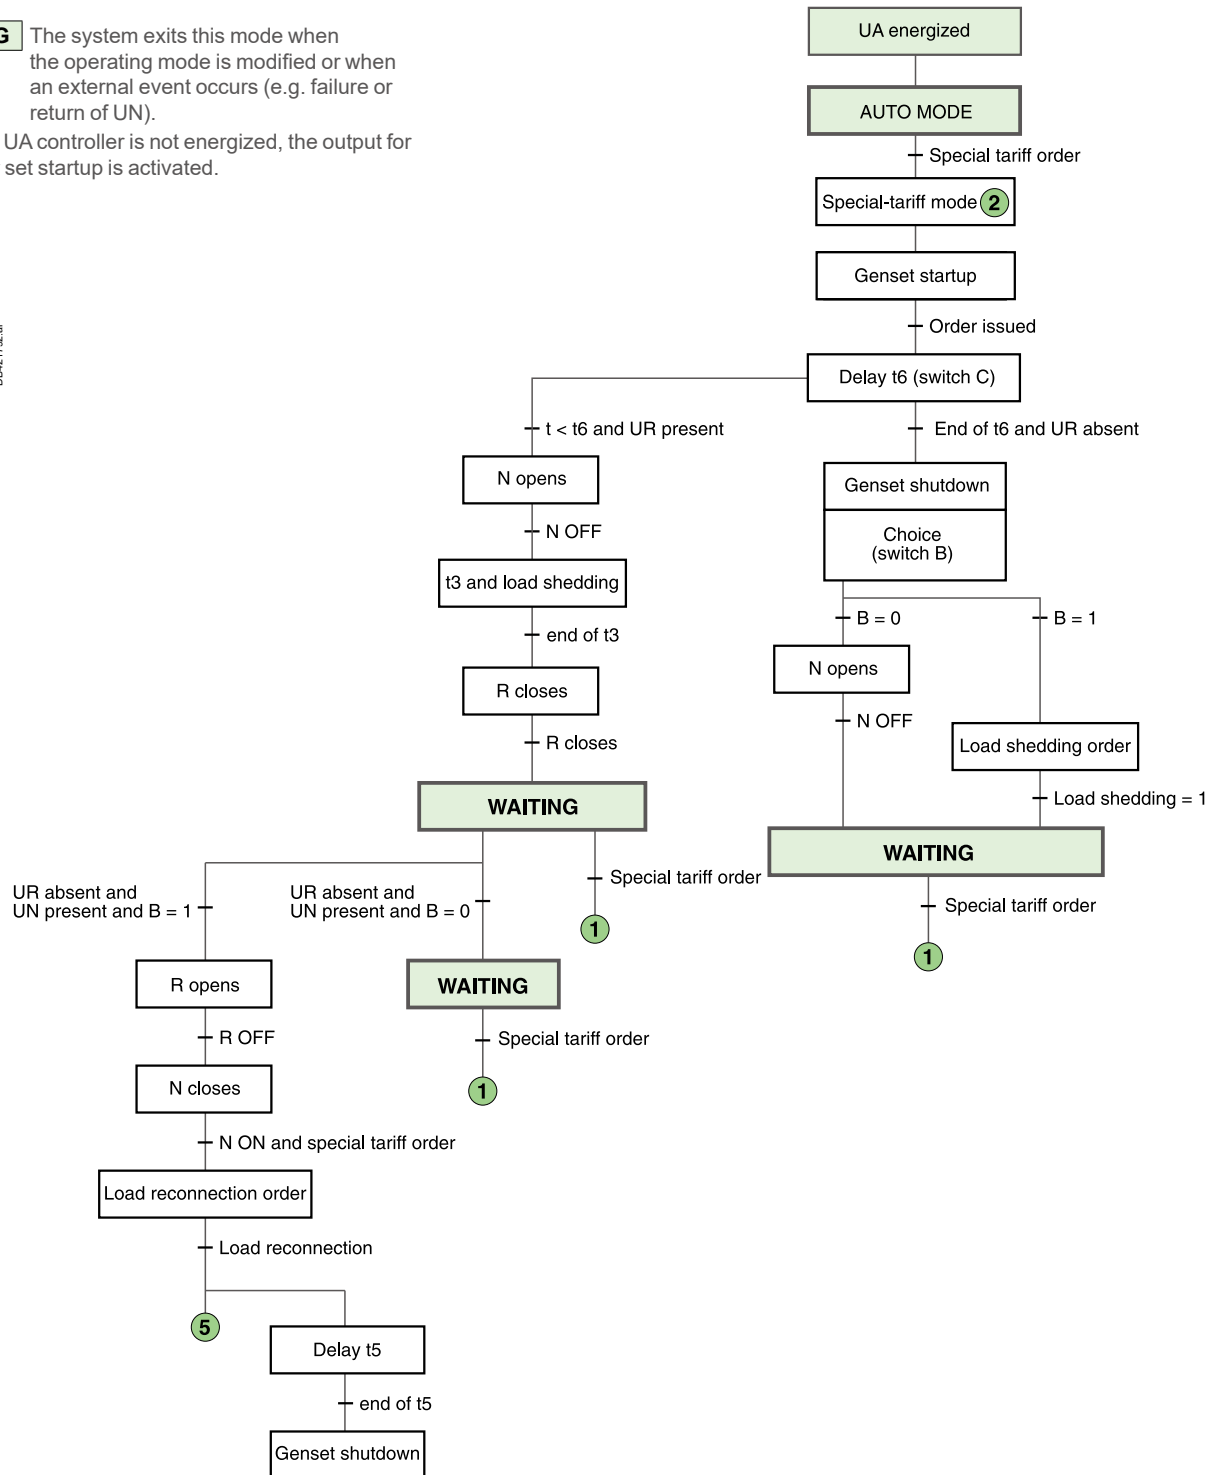 G The system exits this mode when
the operating mode is modified or when
an external event occurs (e.g. failure or
return of UN).
UA controller is not energized, the output for
set startup is activated.
UA energized
AUTO MODE
Special tariff order
Special-tariff mode 2
Genset startup
Order issued
Delay t6 (switch C)
t < t6 and UR present
End of t6 and UR absent
N opens
Genset shutdown
N OFF
Choice
(switch B)
t3 and load shedding
B = 0
B = 1
end of t3
N opens
R closes
N OFF
Load shedding order
R closes
Load shedding = 1
WAITING
WAITING
Special tariff order
Special tariff order
UR absent and
UN present and B = 1
UR absent and
UN present and B = 0
1
1
R opens
WAITING
R OFF
Special tariff order
N closes
1
N ON and special tariff order
Load reconnection order
Load reconnection
5
Delay t5
end of t5
Genset shutdown